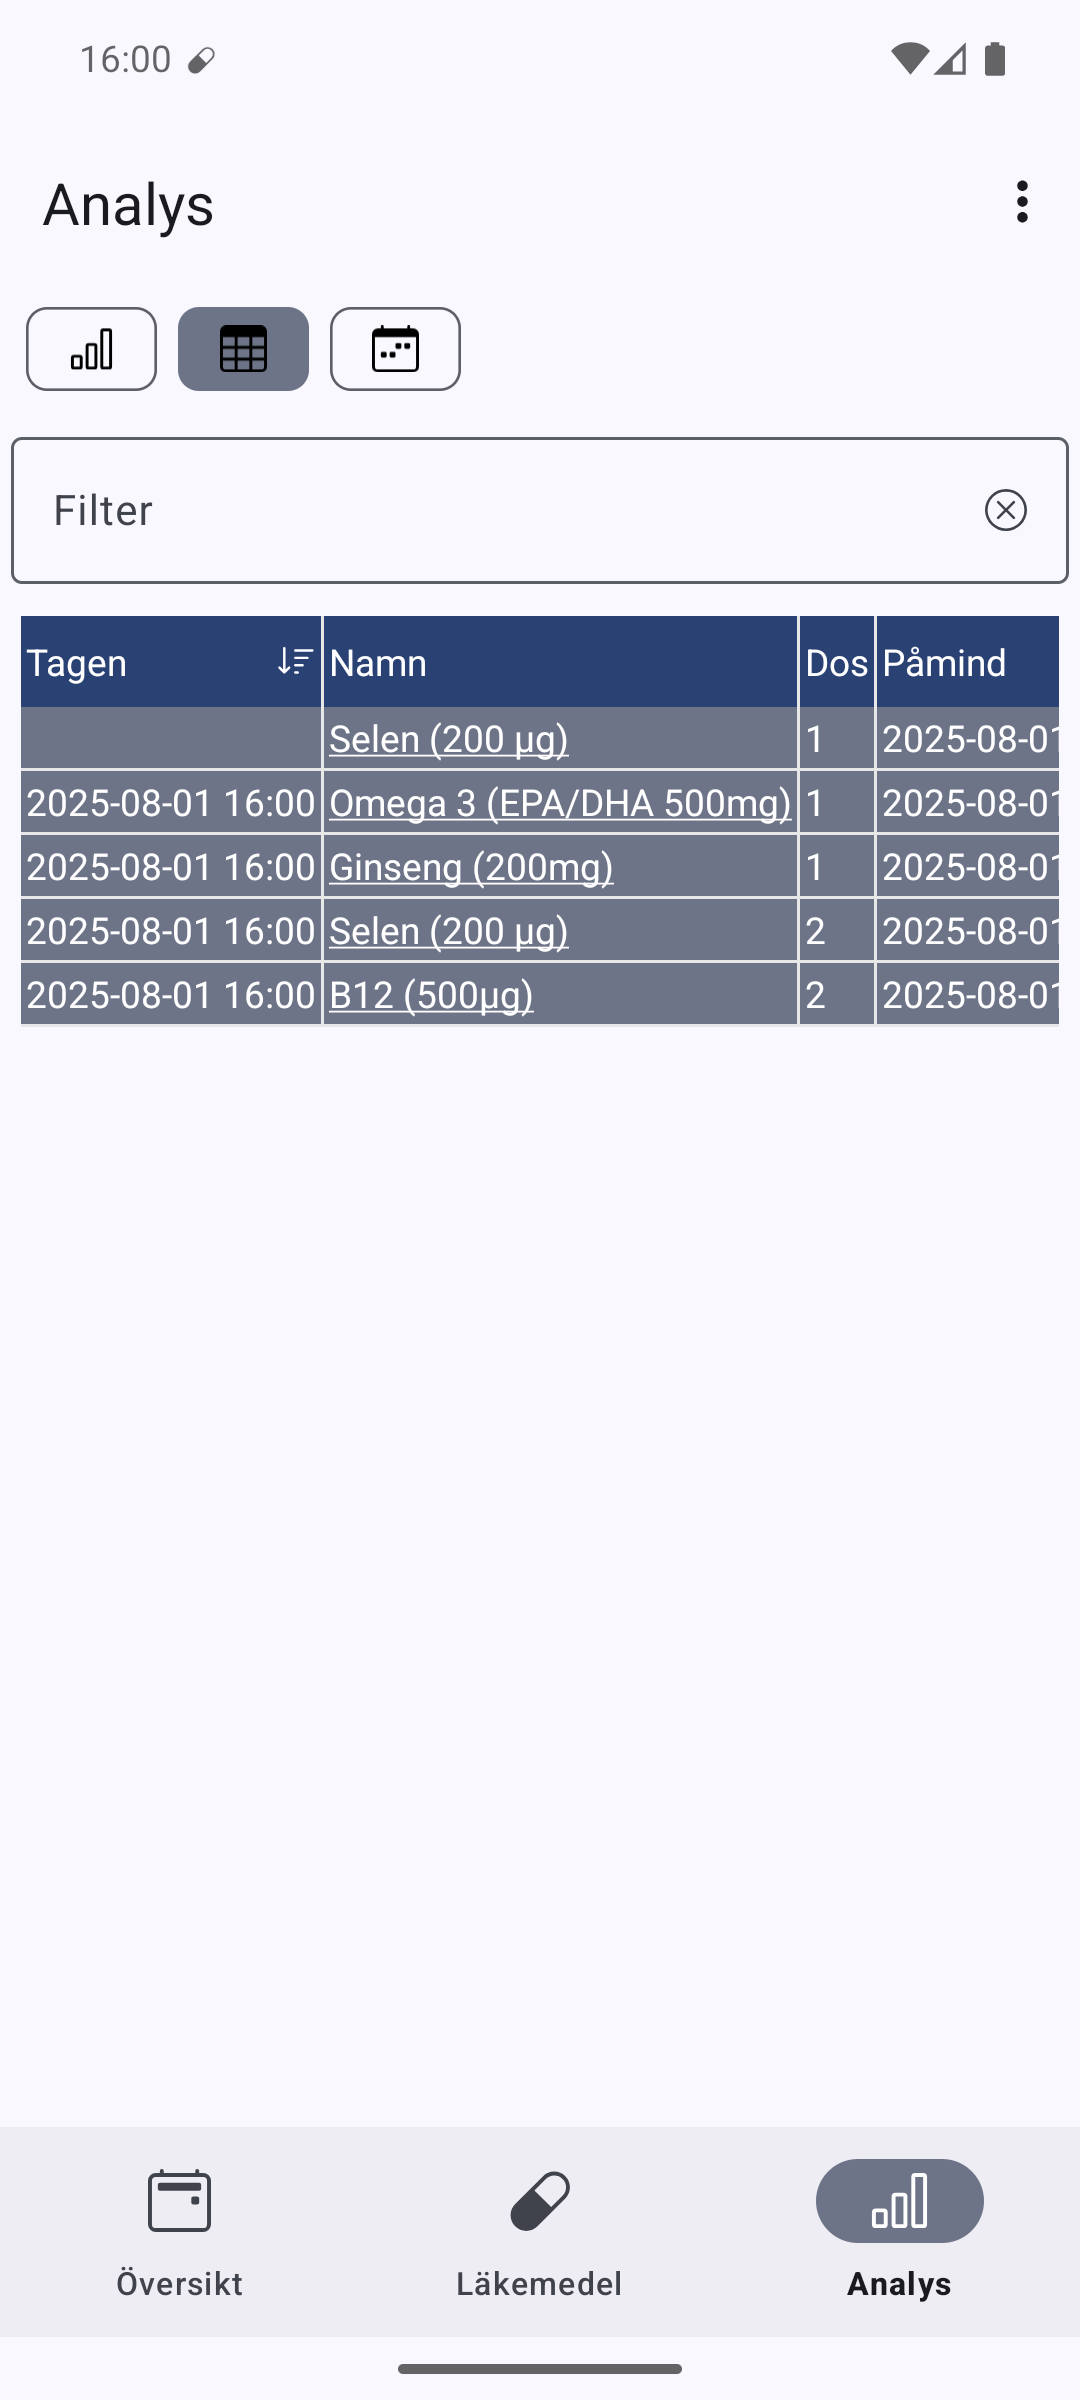 16:00
Analys
Filter
Tagen Namn Dos Påmind
Selen (200 µg) 1 2025-08-01
2025-08-01 16:00 Omega 3 (EPA/DHA 500mg) 1 2025-08-01
2025-08-01 16:00 Ginseng (200mg) 1 2025-08-01
2025-08-01 16:00 Selen (200 µg) 2 2025-08-01
2025-08-01 16:00 B12 (500µg) 2 2025-08-01
Översikt Läkemedel Analys